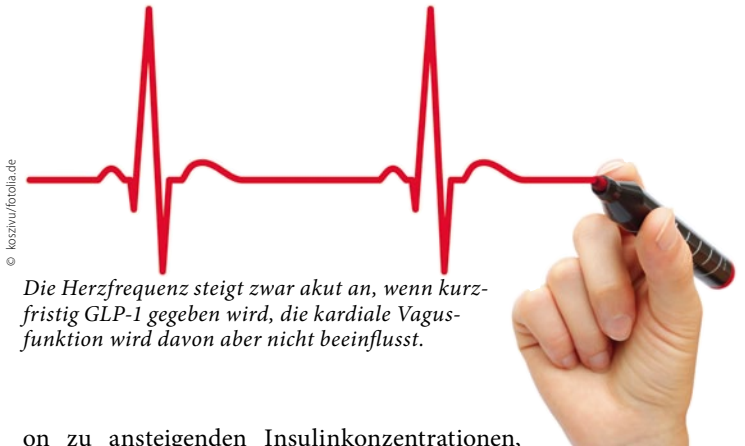 © koszivu/fotolia.de
Die Herzfrequenz steigt zwar akut an, wenn kurz-
fristig GLP-1 gegeben wird, die kardiale Vagus-
funktion wird davon aber nicht beeinflusst.
on zu ansteigenden Insulinkonzentrationen,